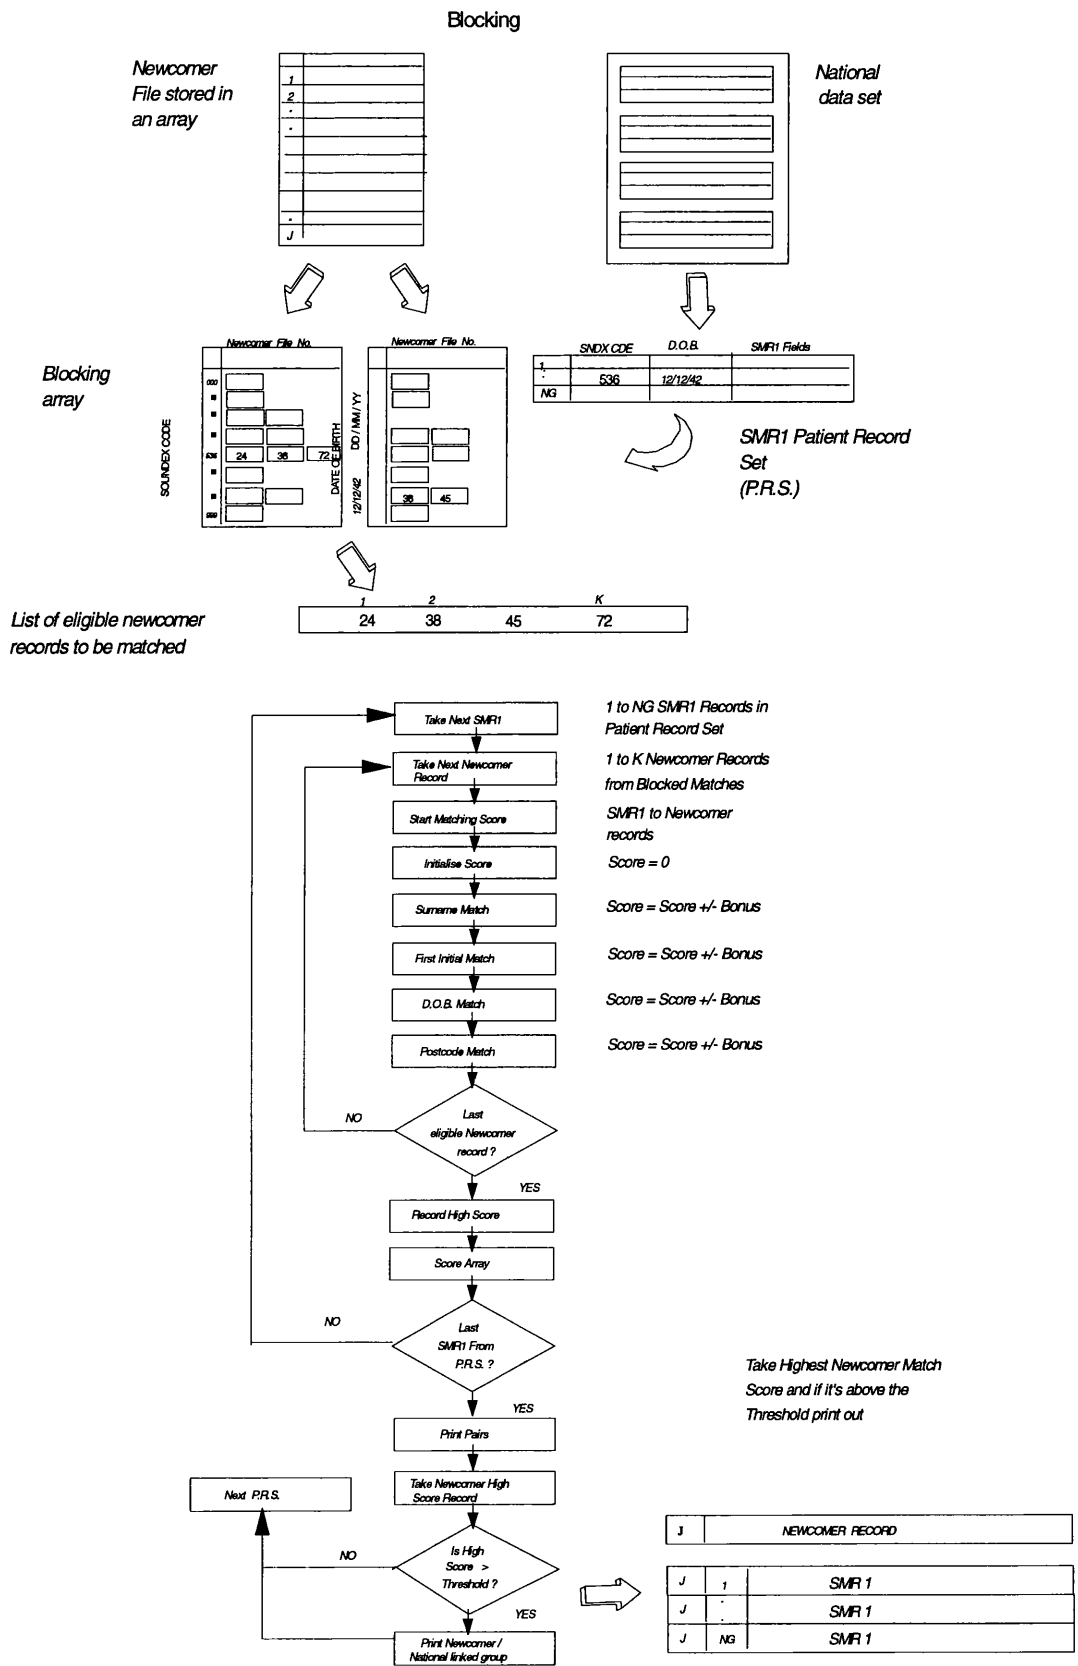 Blocking
Newcomer
File stored in
an array
1
2
J
National
data set
Newcomer File No.
Newcomer File No.
Blocking
array
SOUNDEX CODE
000
536
24 38 72
999
DATE OF BIRTH
DD / MM / YY
12/12/42
38 45
SNDX CDE D.O.B. SMR1 Fields
1
536 12/12/42
NG
SMR1 Patient Record
Set
(P.R.S.)
1 2 K
List of eligible newcomer
records to be matched
24 38 45 72
Take Next SMR1
1 to NG SMR1 Records in
Patient Record Set
Take Next Newcomer
Record
1 to K Newcomer Records
from Blocked Matches
Start Matching Score
SMR1 to Newcomer
records
Initialise Score
Score = 0
Surname Match
Score = Score +/- Bonus
First Initial Match
Score = Score +/- Bonus
D.O.B. Match
Score = Score +/- Bonus
Postcode Match
Score = Score +/- Bonus
NO
Last
eligible Newcomer
record ?
YES
Record High Score
Score Array
NO
Last
SMR1 From
P.R.S. ?
YES
Take Highest Newcomer Match
Score and if it's above the
Threshold print out
Print Pairs
Take Newcomer High
Score Record
Next P.R.S.
NO
Is High
Score >
Threshold ?
YES
Print Newcomer /
National linked group
J NEWCOMER RECORD
J 1 SMR 1
J SMR 1
J NG SMR 1